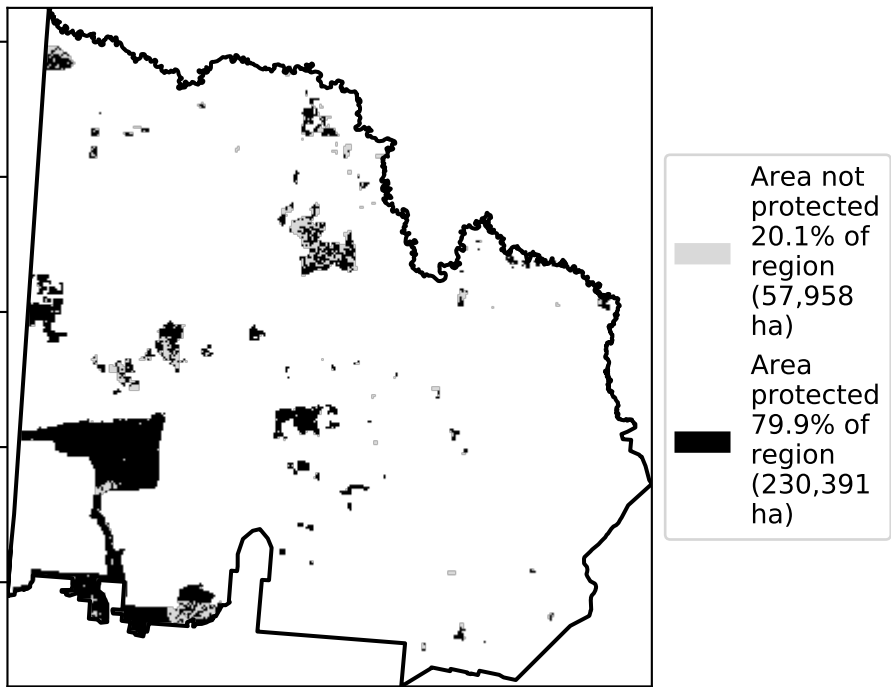 Area not
protected
20.1% of
region
(57,958
ha)
Area
protected
79.9% of
region
(230,391
ha)